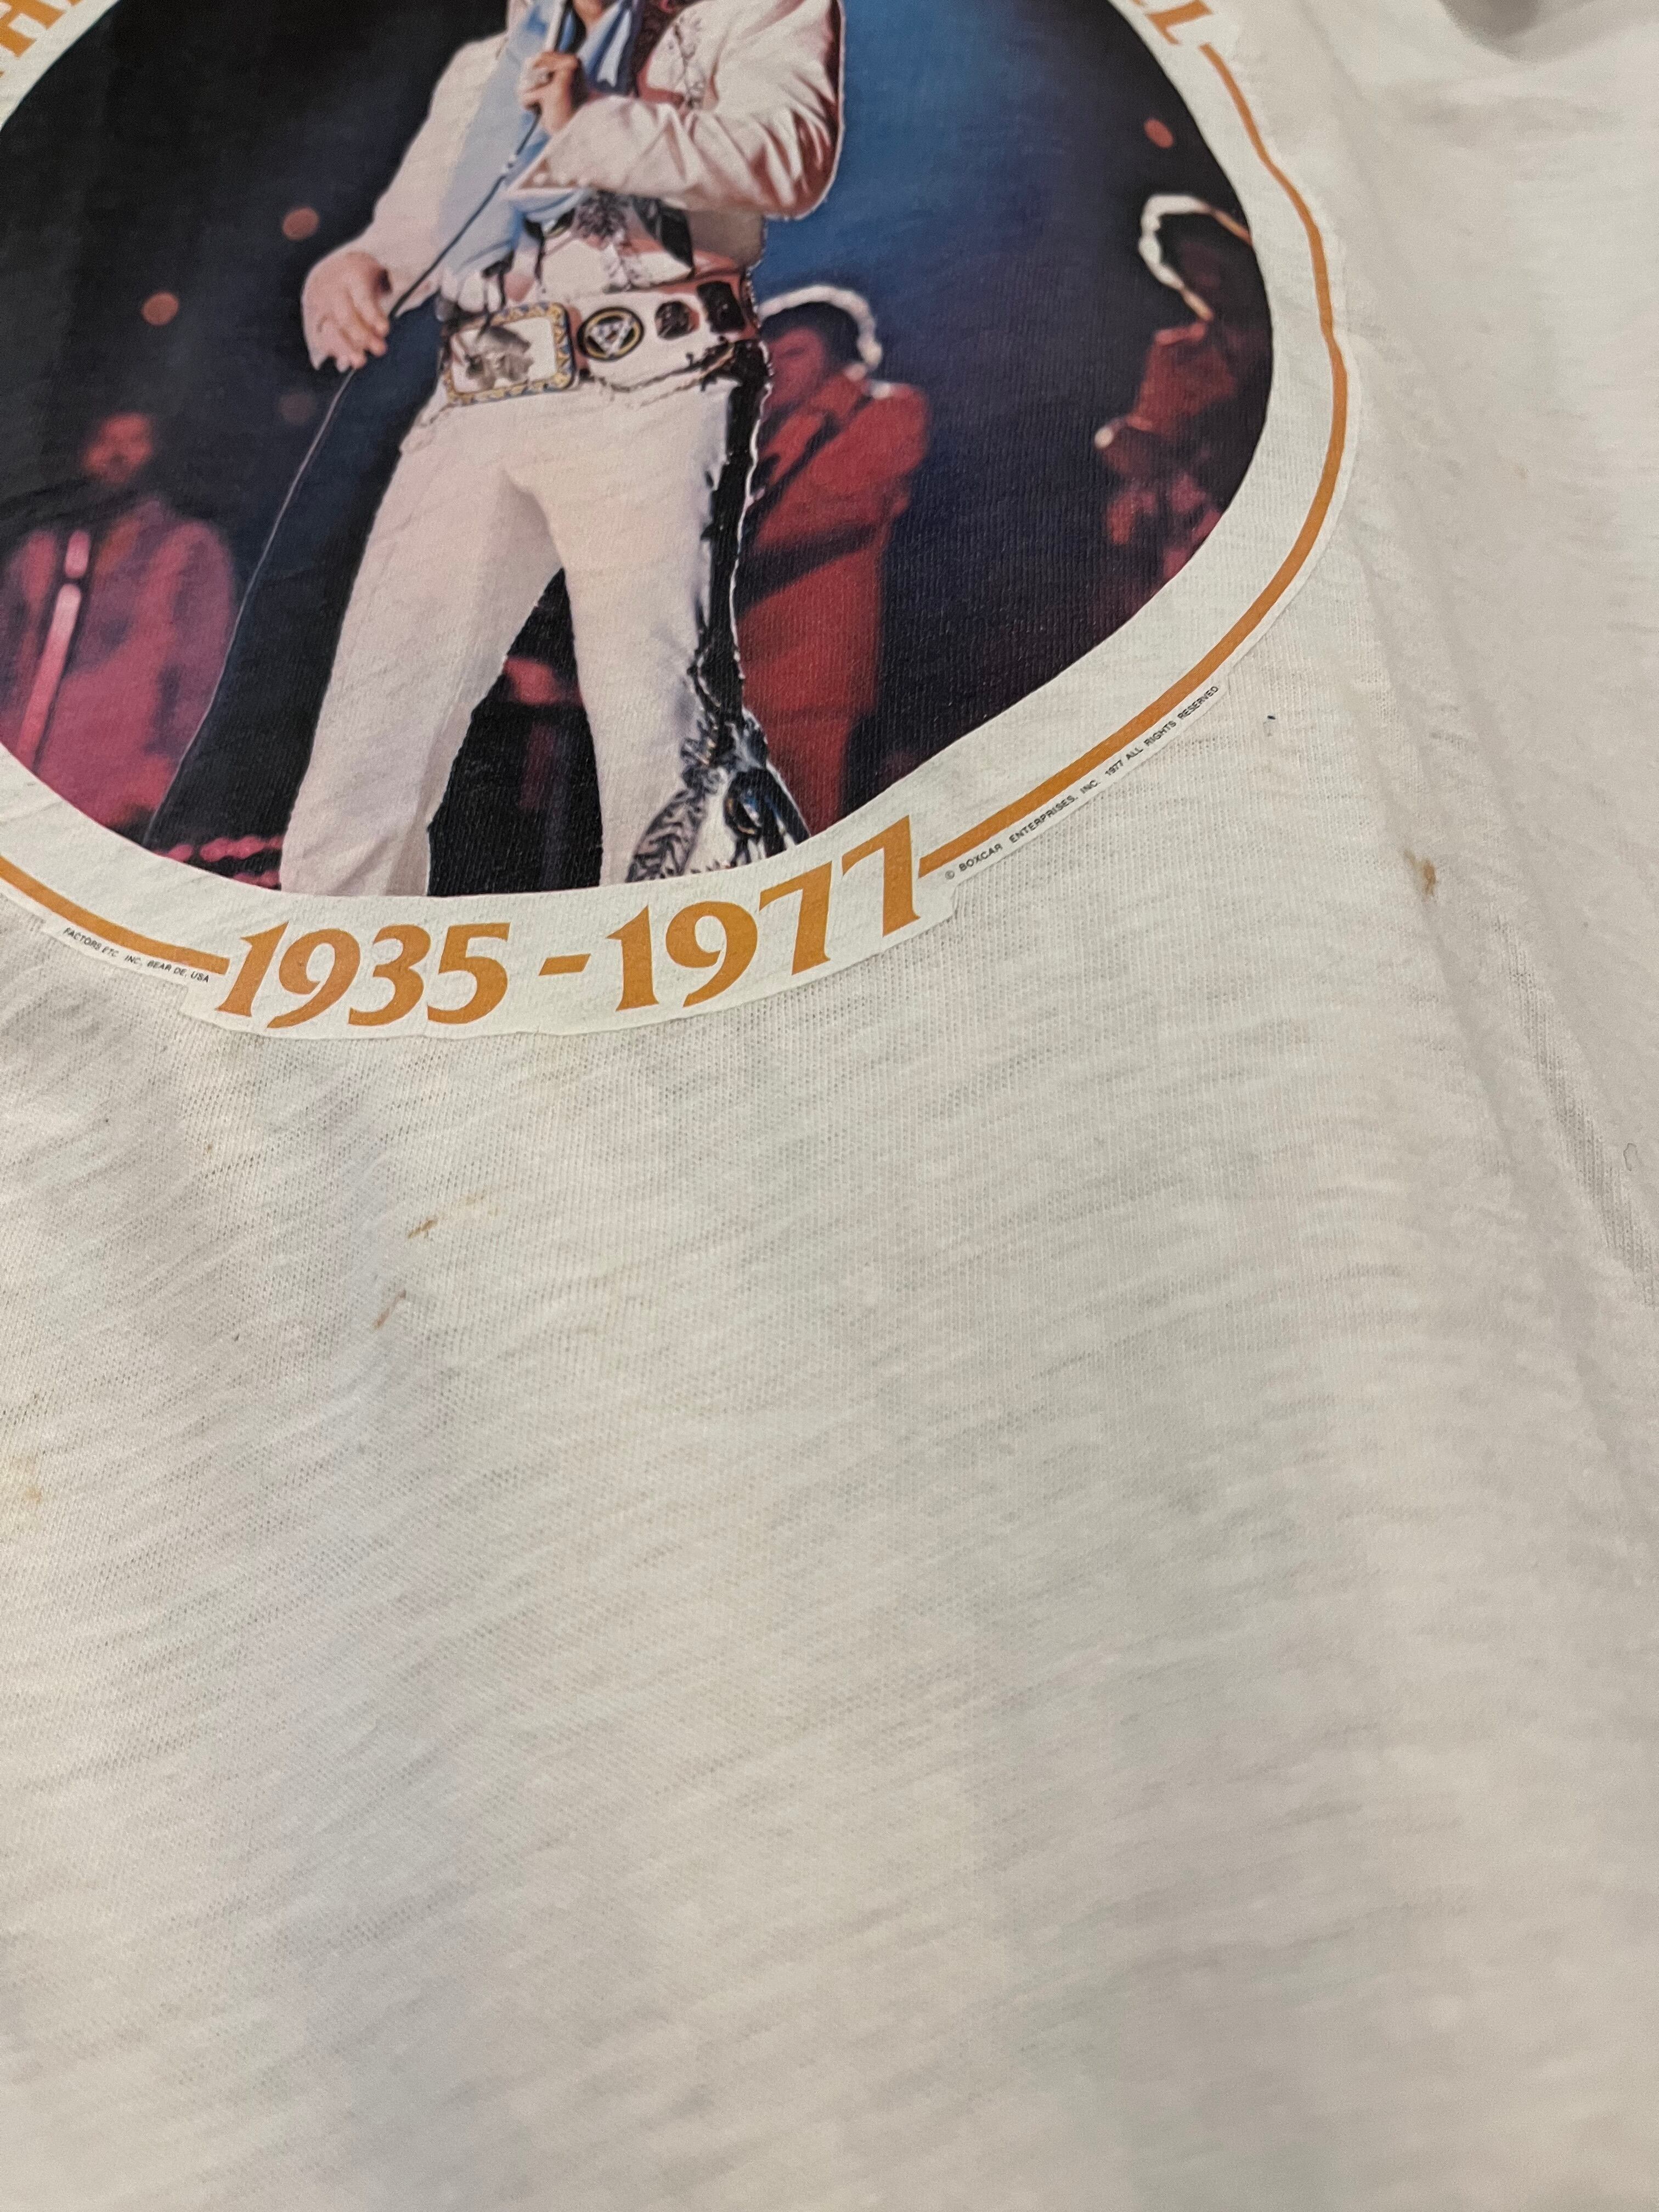 1935-1977
FACTORS ETC. INC. BEAR DE. USA
© BOXCAR ENTERPRISES, INC. 1977 ALL RIGHTS RESERVED